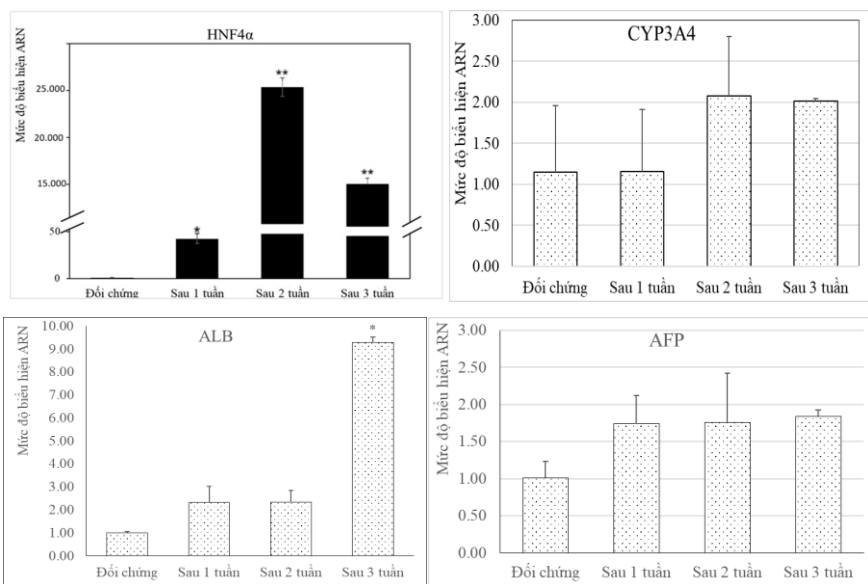 HNF4α
Mức độ biểu hiện ARN
25.000
20.000
15.000
50
0
*
**
**
Đối chứng Sau 1 tuần Sau 2 tuần Sau 3 tuần
CYP3A4
Mức độ biểu hiện ARN
3.00
2.50
2.00
1.50
1.00
0.50
0.00
Đối chứng Sau 1 tuần Sau 2 tuần Sau 3 tuần
ALB
Mức độ biểu hiện ARN
10.00
9.00
8.00
7.00
6.00
5.00
4.00
3.00
2.00
1.00
0.00
*
Đối chứng Sau 1 tuần Sau 2 tuần Sau 3 tuần
AFP
Mức độ biểu hiện ARN
3.00
2.50
2.00
1.50
1.00
0.50
0.00
Đối chứng Sau 1 tuần Sau 2 tuần Sau 3 tuần